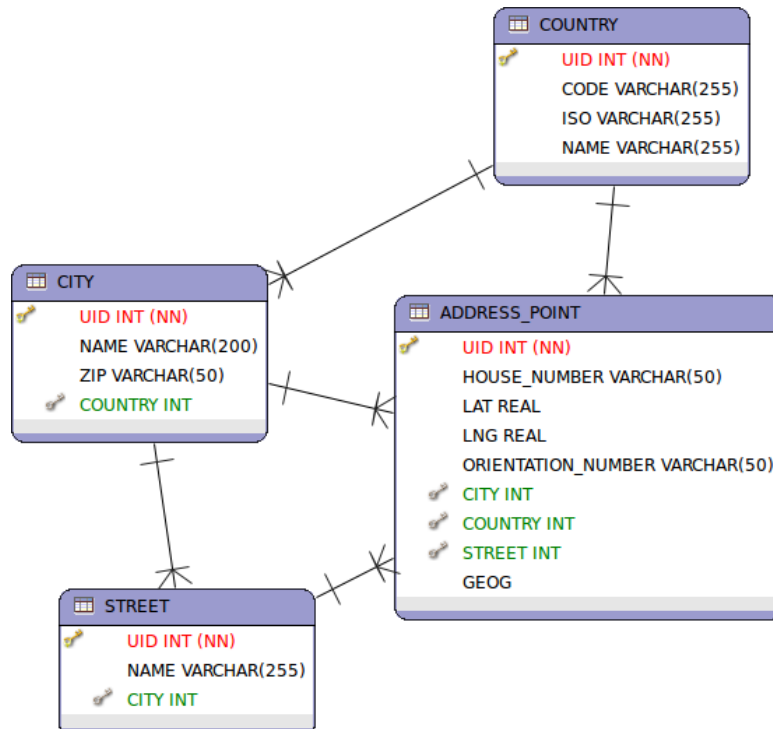 COUNTRY
UID INT (NN)
CODE VARCHAR(255)
ISO VARCHAR(255)
NAME VARCHAR(255)
CITY
UID INT (NN)
NAME VARCHAR(200)
ZIP VARCHAR(50)
COUNTRY INT
ADDRESS_POINT
UID INT (NN)
HOUSE_NUMBER VARCHAR(50)
LAT REAL
LNG REAL
ORIENTATION_NUMBER VARCHAR(50)
CITY INT
COUNTRY INT
STREET INT
GEOG
STREET
UID INT (NN)
NAME VARCHAR(255)
CITY INT